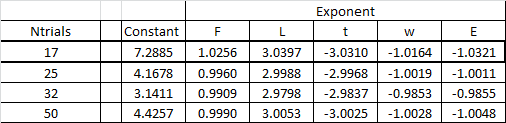 Exponent
Ntrials Constant F L t w E
17 7.2885 1.0256 3.0397 -3.0310 -1.0164 -1.0321
25 4.1678 0.9960 2.9988 -2.9968 -1.0019 -1.0011
32 3.1411 0.9909 2.9798 -2.9837 -0.9853 -0.9855
50 4.4257 0.9990 3.0053 -3.0025 -1.0028 -1.0048